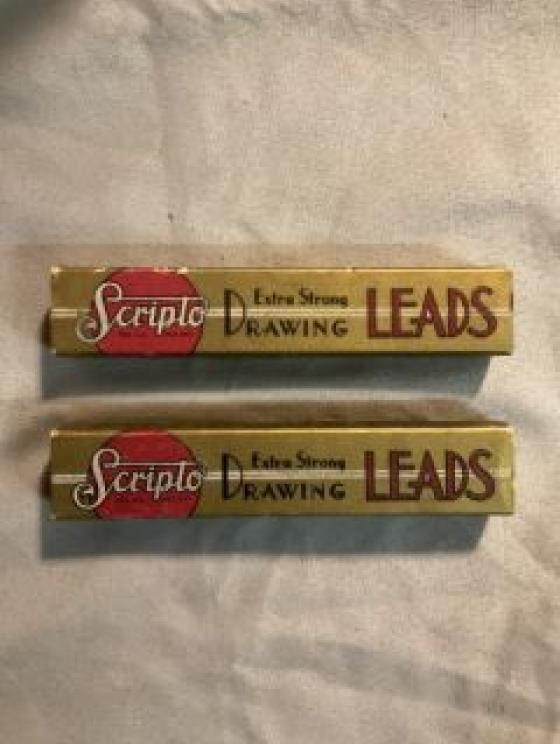 Scripto
Extra Strong
DRAWING
LEADS
Scripto
Extra Strong
DRAWING
LEADS